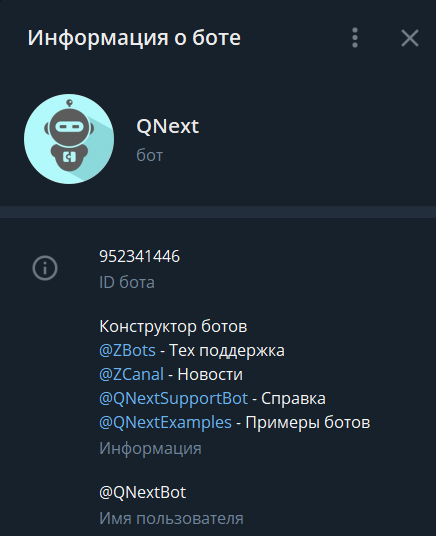 Информация о боте
QNext
бот
952341446
ID бота
Конструктор ботов
@ZBots - Тех поддержка
@ZCanal - Новости
@QNextSupportBot - Справка
@QNextExamples - Примеры ботов
Информация
@QNextBot
Имя пользователя